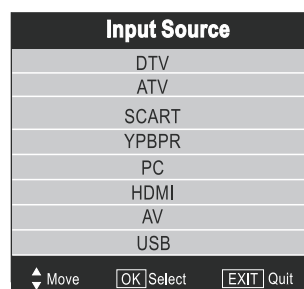 Input Source
DTV
ATV
SCART
YPBPR
PC
HDMI
AV
USB
Move OK Select EXIT Quit